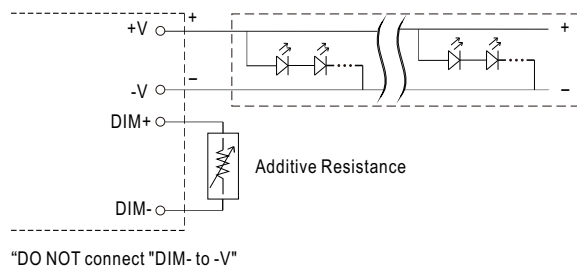 +V + +
-V – –
DIM+
Additive Resistance
DIM-
“DO NOT connect "DIM- to -V"